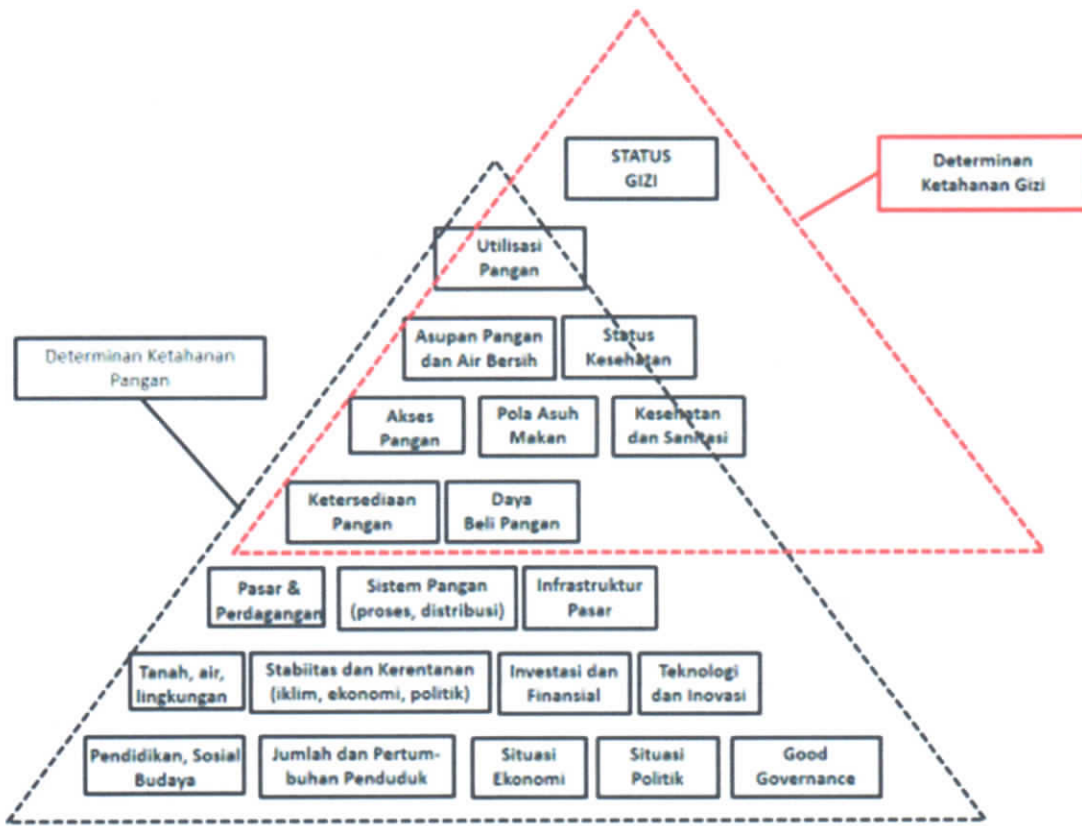 STATUS
GIZI
Determinan
Ketahanan Gizi
Utilisasi
Pangan
Asupan Pangan
dan Air Bersih
Status
Kesehatan
Determinan Ketahanan
Pangan
Akses
Pangan
Pola Asuh
Makan
Kesehatan
dan Sanitasi
Ketersediaan
Pangan
Daya
Beli Pangan
Pasar &
Perdagangan
Sistem Pangan
(proses, distribusi)
Infrastruktur
Pasar
Tanah, air,
lingkungan
Stabiitas dan Kerentanan
(iklim, ekonomi, politik)
Investasi dan
Finansial
Teknologi
dan Inovasi
Pendidikan, Sosial
Budaya
Jumlah dan Pertum-
buhan Penduduk
Situasi
Ekonomi
Situasi
Politik
Good
Governance